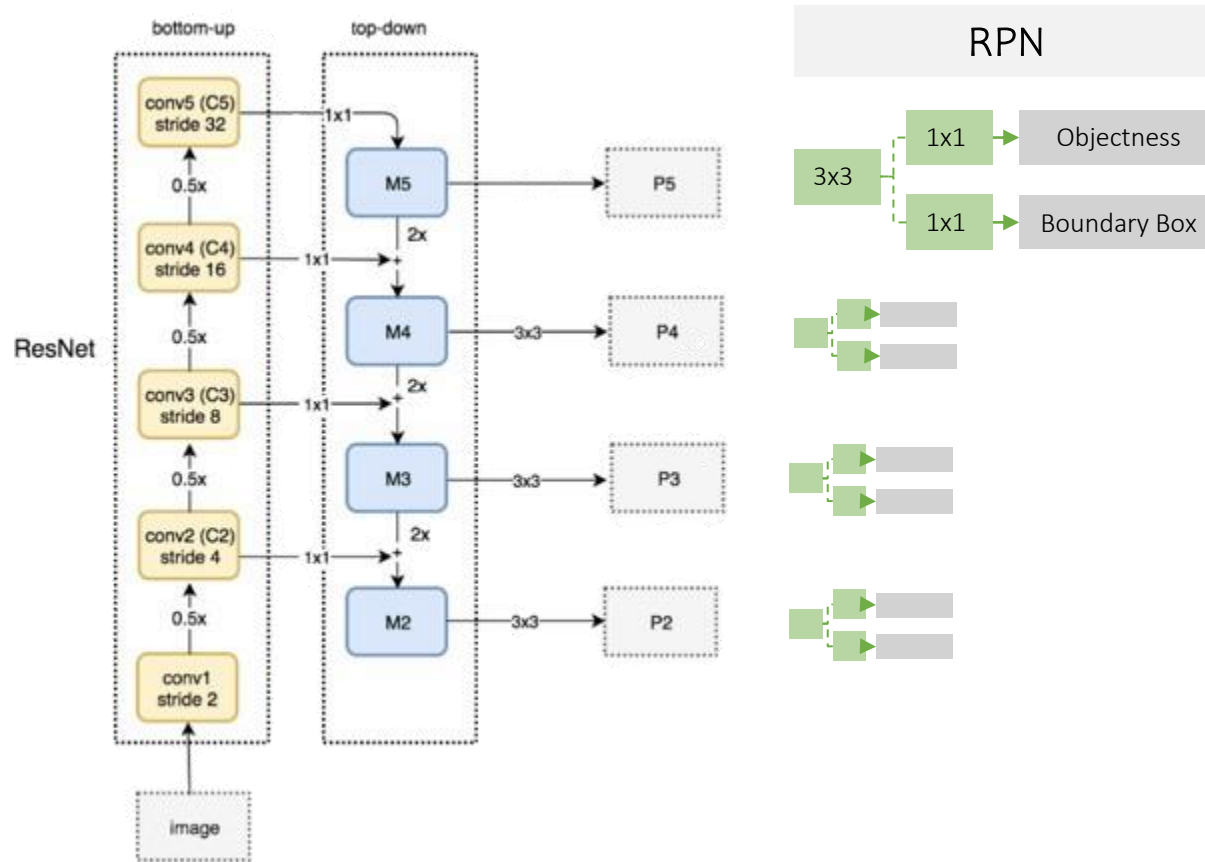 bottom-up
top-down
RPN
conv5 (C5)
stride 32
1x1
M5
P5
3x3
1x1
Objectness
1x1
Boundary Box
0.5x
2x
conv4 (C4)
stride 16
1x1
+
M4
3x3
P4
ResNet
0.5x
2x
conv3 (C3)
stride 8
1x1
+
M3
3x3
P3
0.5x
2x
conv2 (C2)
stride 4
1x1
+
M2
3x3
P2
0.5x
conv1
stride 2
image